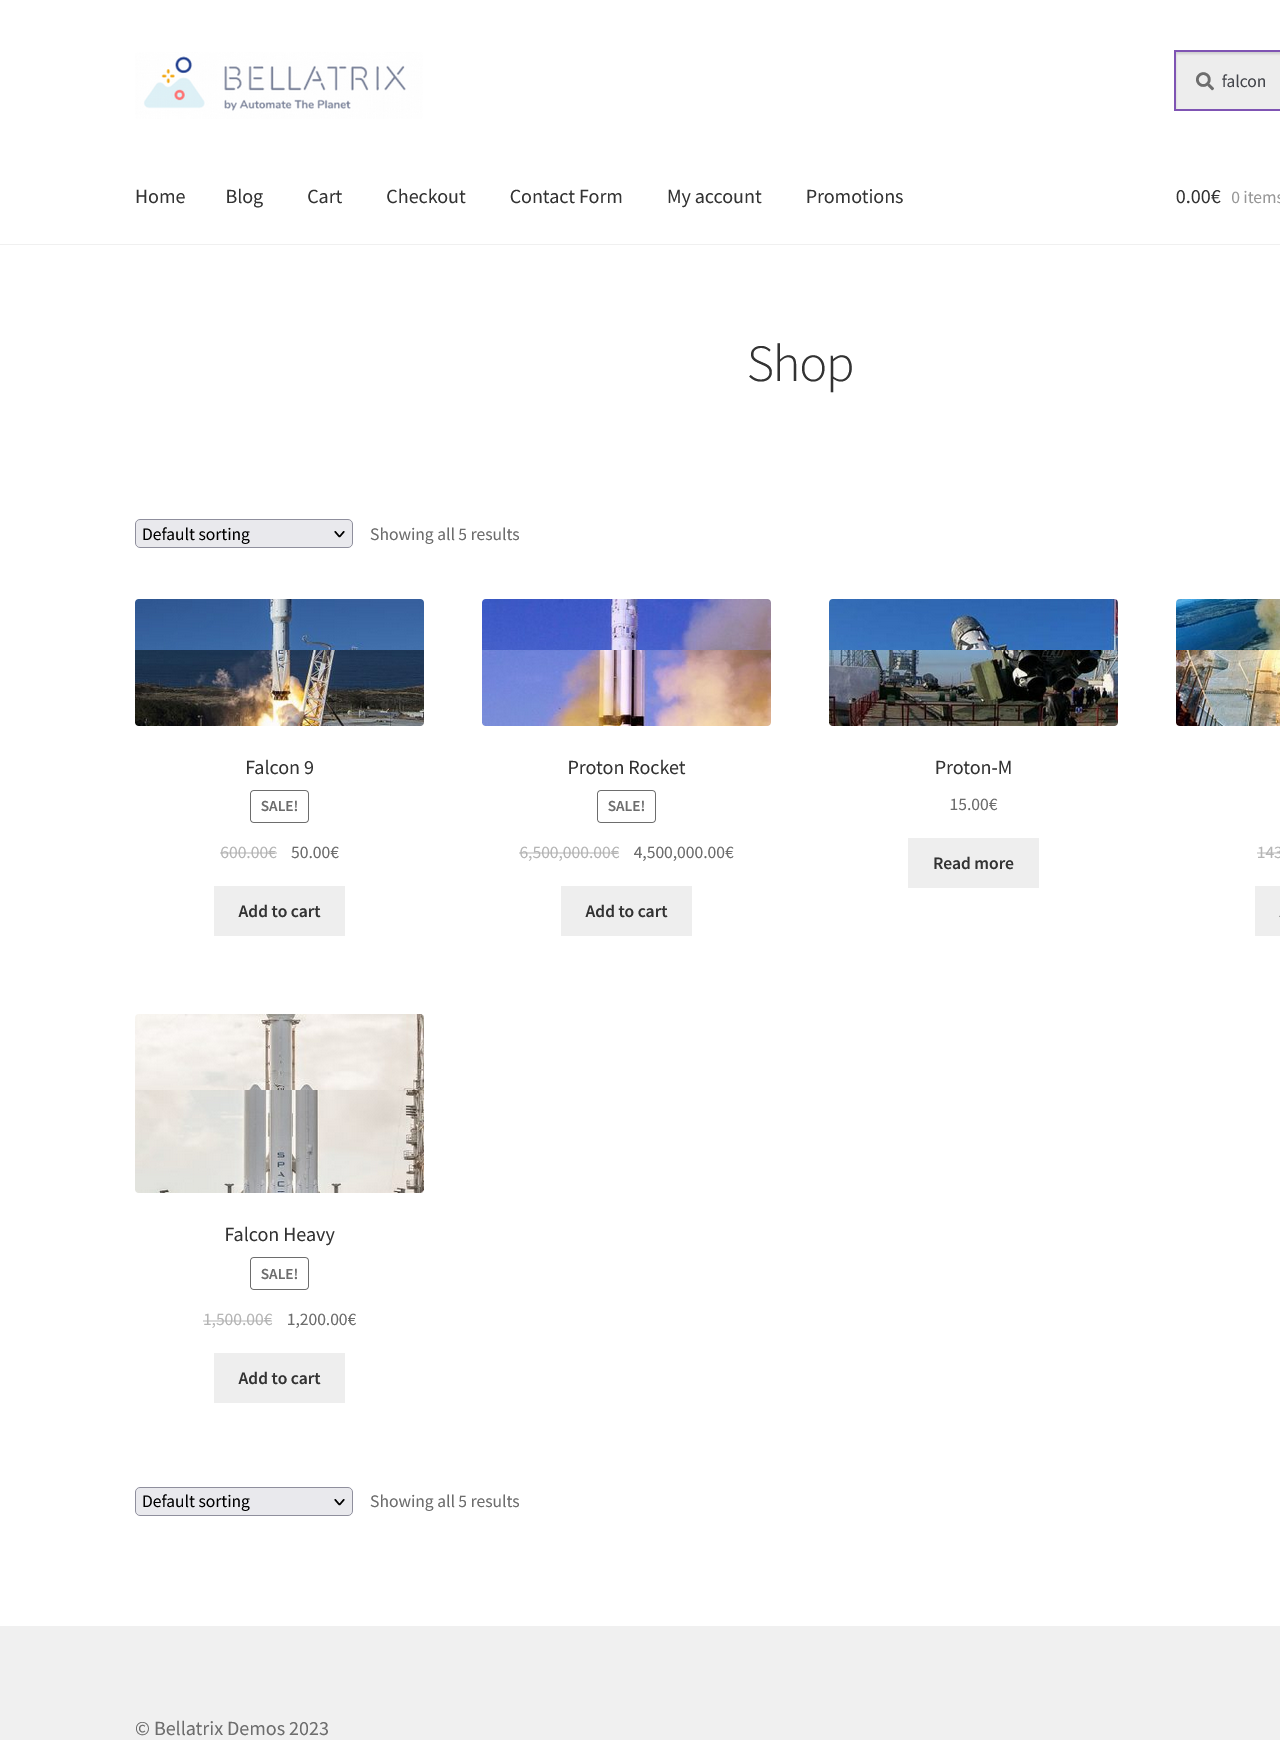 BELLATRIX
by Automate The Planet
falcon
Home Blog Cart Checkout Contact Form My account Promotions 0.00€ 0 items
Shop
Default sorting Showing all 5 results
Falcon 9 Proton Rocket Proton-M
SALE! SALE! 15.00€
600.00€ 50.00€ 6,500,000.00€ 4,500,000.00€ 143
Add to cart Add to cart Read more
SPAC
Falcon Heavy
SALE!
1,500.00€ 1,200.00€
Add to cart
Default sorting Showing all 5 results
© Bellatrix Demos 2023